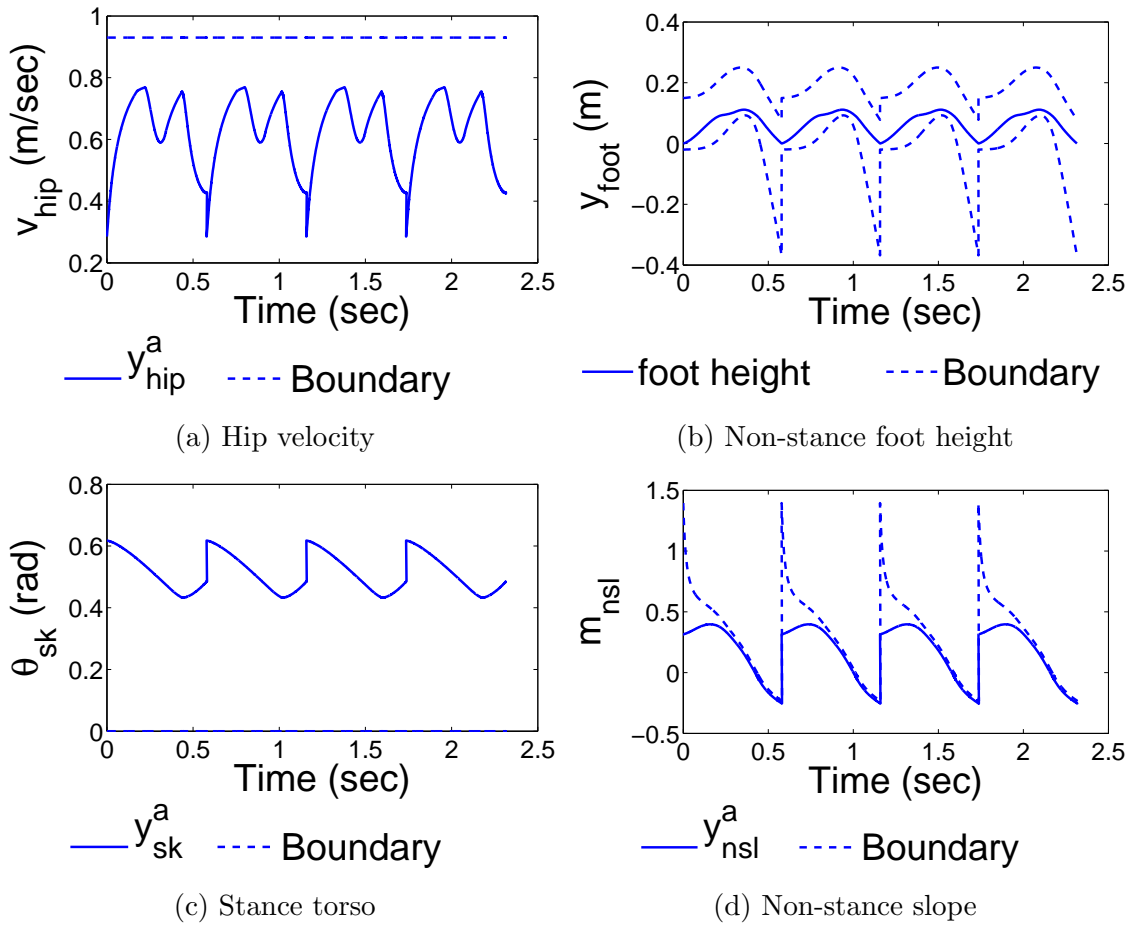 1
0.8
0.6
0.4
0.2
0 0.5 1 1.5 2 2.5
v_hip (m/sec)
Time (sec)
y^a_hip Boundary
(a) Hip velocity
0.4
0.2
0
−0.2
−0.4
0 0.5 1 1.5 2 2.5
y_foot (m)
Time (sec)
foot height Boundary
(b) Non-stance foot height
0.8
0.6
0.4
0.2
0
0 0.5 1 1.5 2 2.5
θ_sk (rad)
Time (sec)
y^a_sk Boundary
(c) Stance torso
1.5
1
0.5
0
−0.5
0 0.5 1 1.5 2 2.5
m_nsl
Time (sec)
y^a_nsl Boundary
(d) Non-stance slope